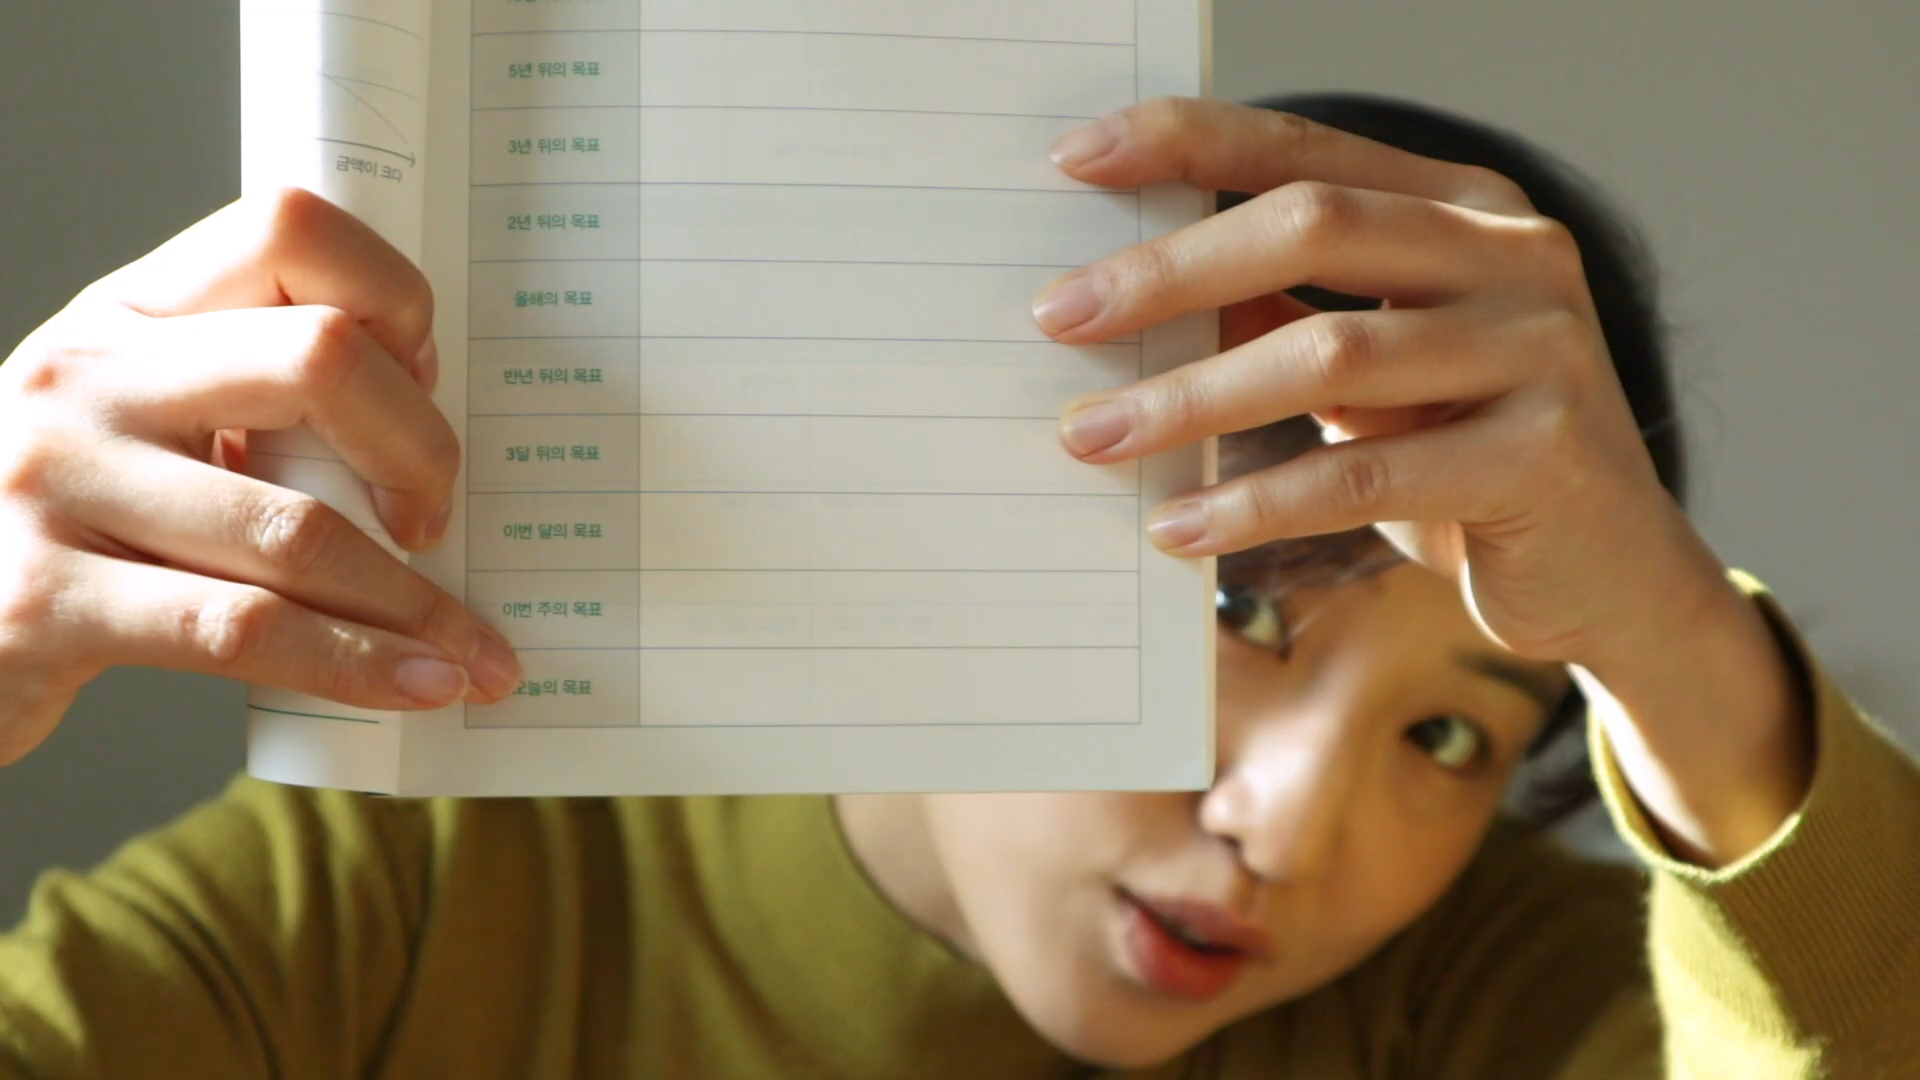 금액이 크다
5년 뒤의 목표
3년 뒤의 목표
2년 뒤의 목표
올해의 목표
반년 뒤의 목표
3달 뒤의 목표
이번 달의 목표
이번 주의 목표
오늘의 목표